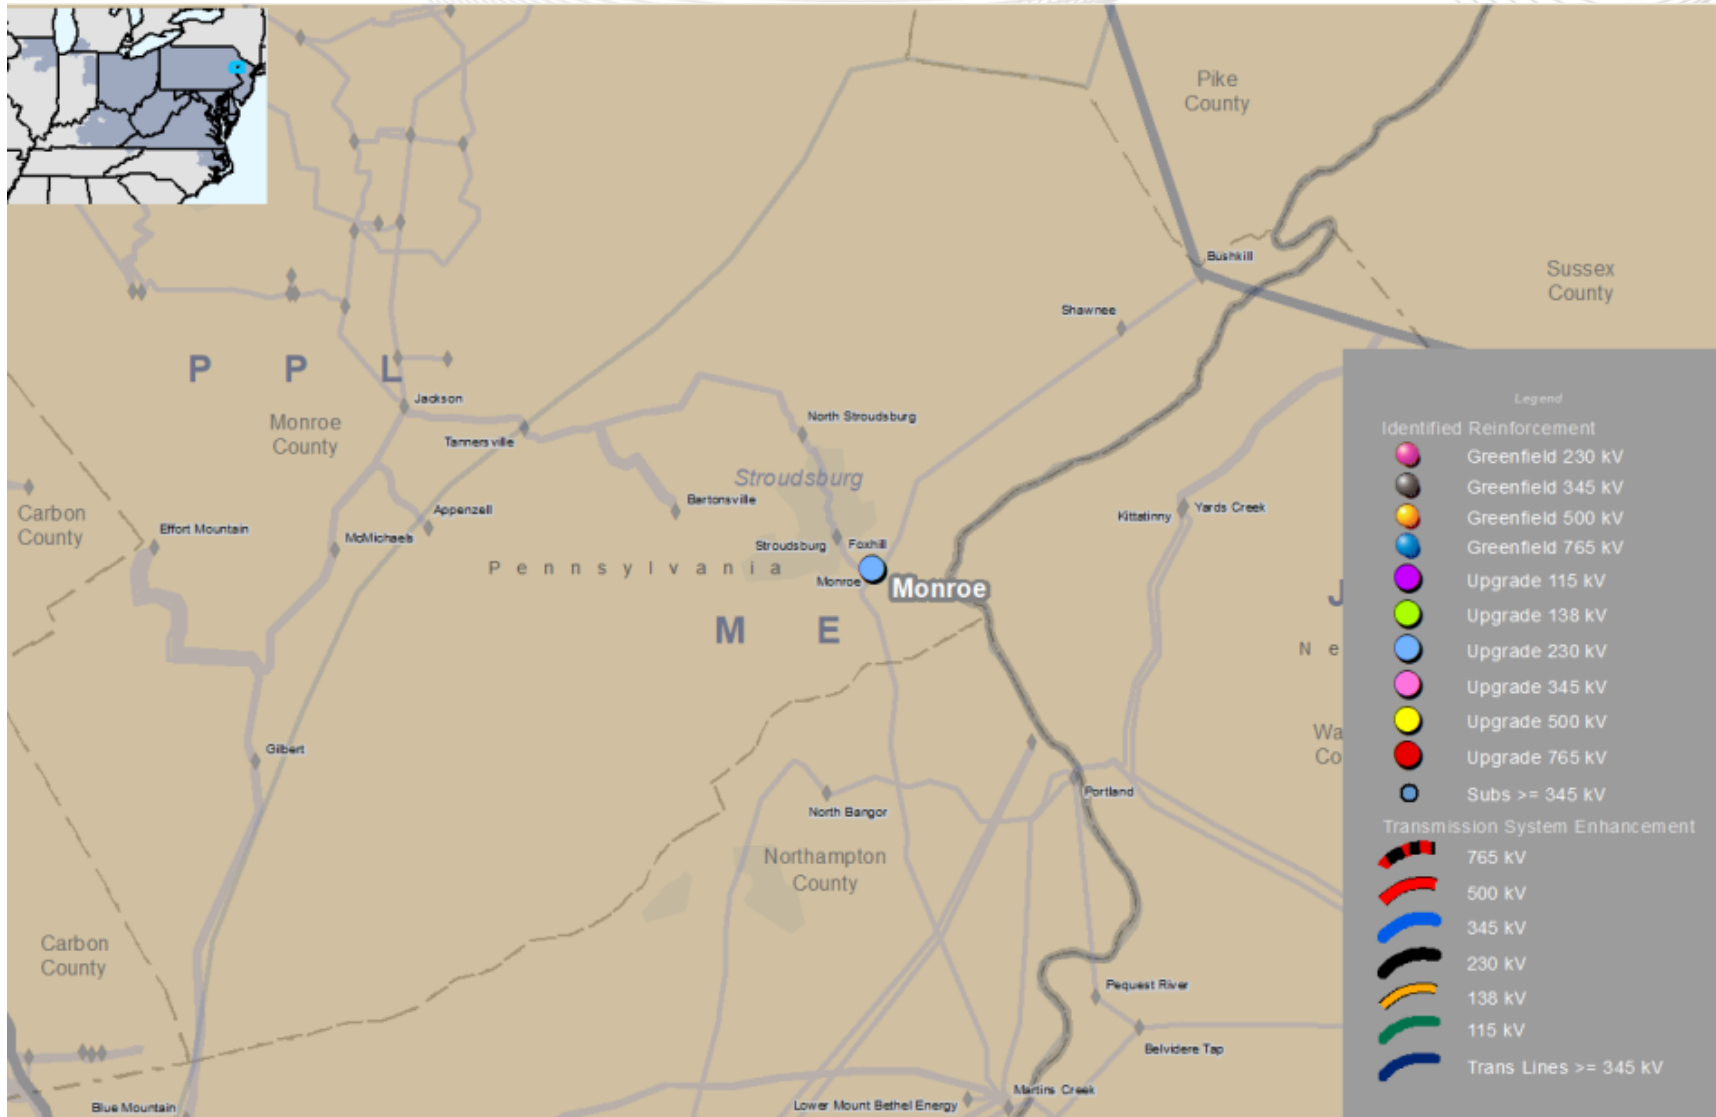 Pike
County
Bushkill
Sussex
County
Shawnee
P P L
Jackson
Monroe
County
Tannersville
North Stroudsburg
Stroudsburg
Bartonsville
Appenzell
Carbon
County
Effort Mountain
McMichaels
Kittatinny
Yards Creek
Stroudsburg
Foxhill
Pennsylvania
Monroe
Monroe
M E
J
Ne
Wa
Co
Gilbert
Portland
North Bangor
Northampton
County
Carbon
County
Pequest River
Belvidere Tap
Martins Creek
Lower Mount Bethel Energy
Blue Mountain
Legend
Identified Reinforcement
Greenfield 230 kV
Greenfield 345 kV
Greenfield 500 kV
Greenfield 765 kV
Upgrade 115 kV
Upgrade 138 kV
Upgrade 230 kV
Upgrade 345 kV
Upgrade 500 kV
Upgrade 765 kV
Subs >= 345 kV
Transmission System Enhancement
765 kV
500 kV
345 kV
230 kV
138 kV
115 kV
Trans Lines >= 345 kV